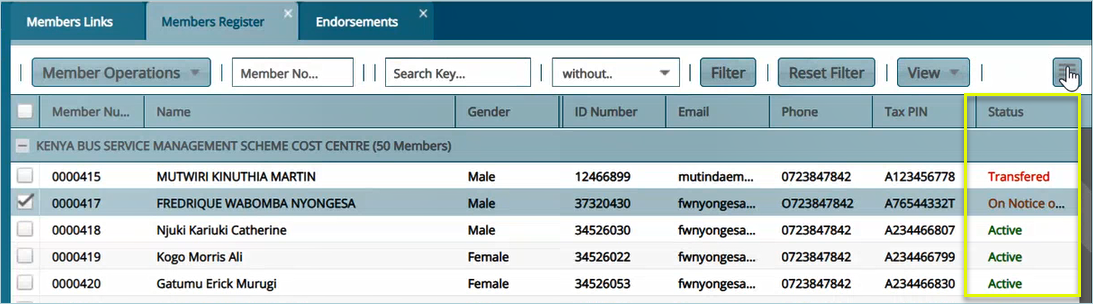 Members Links Members Register Endorsements
Member Operations Member No... Search Key... without.. Filter Reset Filter View
Member Nu... Name Gender ID Number Email Phone Tax PIN Status
KENYA BUS SERVICE MANAGEMENT SCHEME COST CENTRE (50 Members)
0000415 MUTWIRI KINUTHIA MARTIN Male 12466899 mutindaem... 0723847842 A123456778 Transfered
0000417 FREDRIQUE WABOMBA NYONGESA Male 37320430 fwnyongesa... O723847842 A76544332T On Notice o...
0000418 Njuki Kariuki Catherine Male 34526030 fwnyongesa... 0723847842 A234466807 Active
0000419 Kogo Morris Ali Female 34526022 fwnyongesa... 0723847842 A234466799 Active
0000420 Gatumu Erick Murugi Female 34526053 fwnyongesa... 0723847842 A234466830 Active